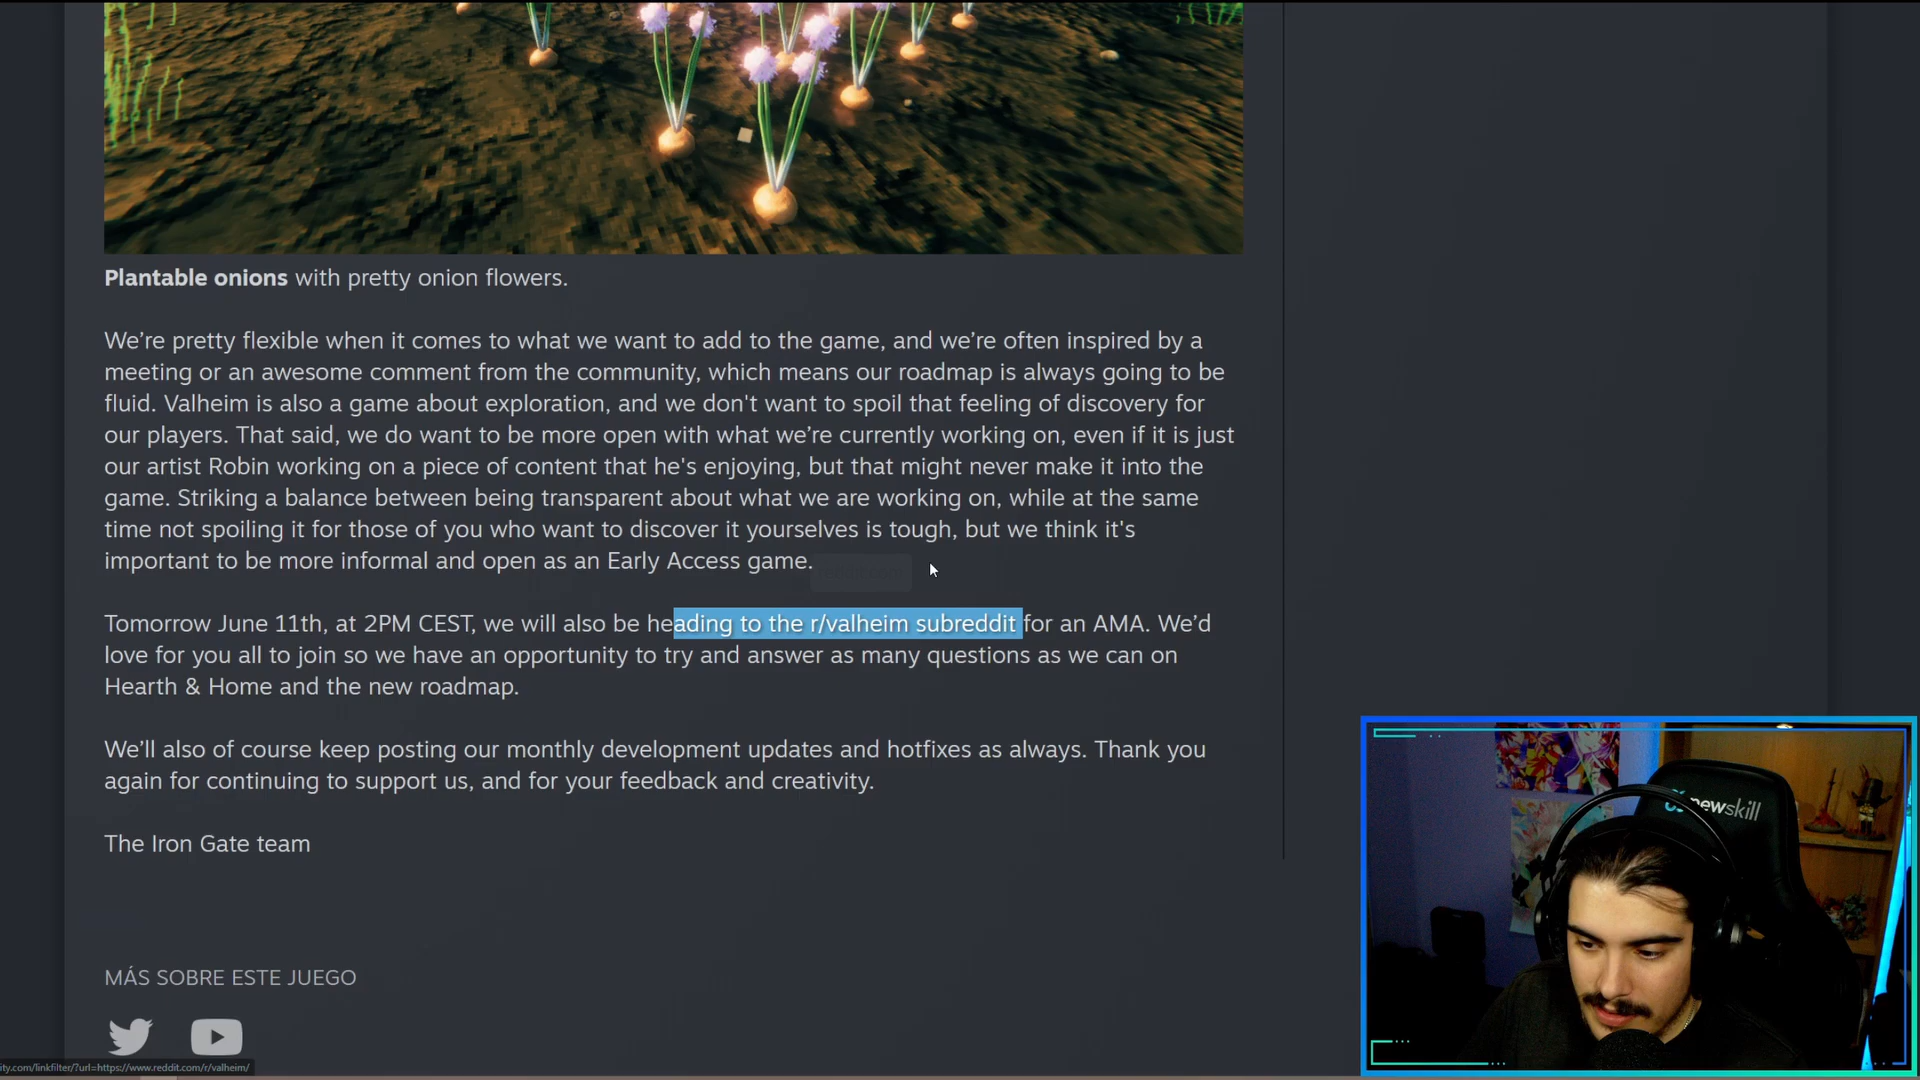 Plantable onions with pretty onion flowers.
We’re pretty flexible when it comes to what we want to add to the game, and we’re often inspired by a
meeting or an awesome comment from the community, which means our roadmap is always going to be
fluid. Valheim is also a game about exploration, and we don't want to spoil that feeling of discovery for
our players. That said, we do want to be more open with what we’re currently working on, even if it is just
our artist Robin working on a piece of content that he's enjoying, but that might never make it into the
game. Striking a balance between being transparent about what we are working on, while at the same
time not spoiling it for those of you who want to discover it yourselves is tough, but we think it's
important to be more informal and open as an Early Access game.
Tomorrow June 11th, at 2PM CEST, we will also be heading to the r/valheim subreddit for an AMA. We’d
love for you all to join so we have an opportunity to try and answer as many questions as we can on
Hearth & Home and the new roadmap.
We’ll also of course keep posting our monthly development updates and hotfixes as always. Thank you
again for continuing to support us, and for your feedback and creativity.
The Iron Gate team
newskill
MÁS SOBRE ESTE JUEGO
ity.com/linkfilter/?url=https://www.reddit.com/r/valheim/